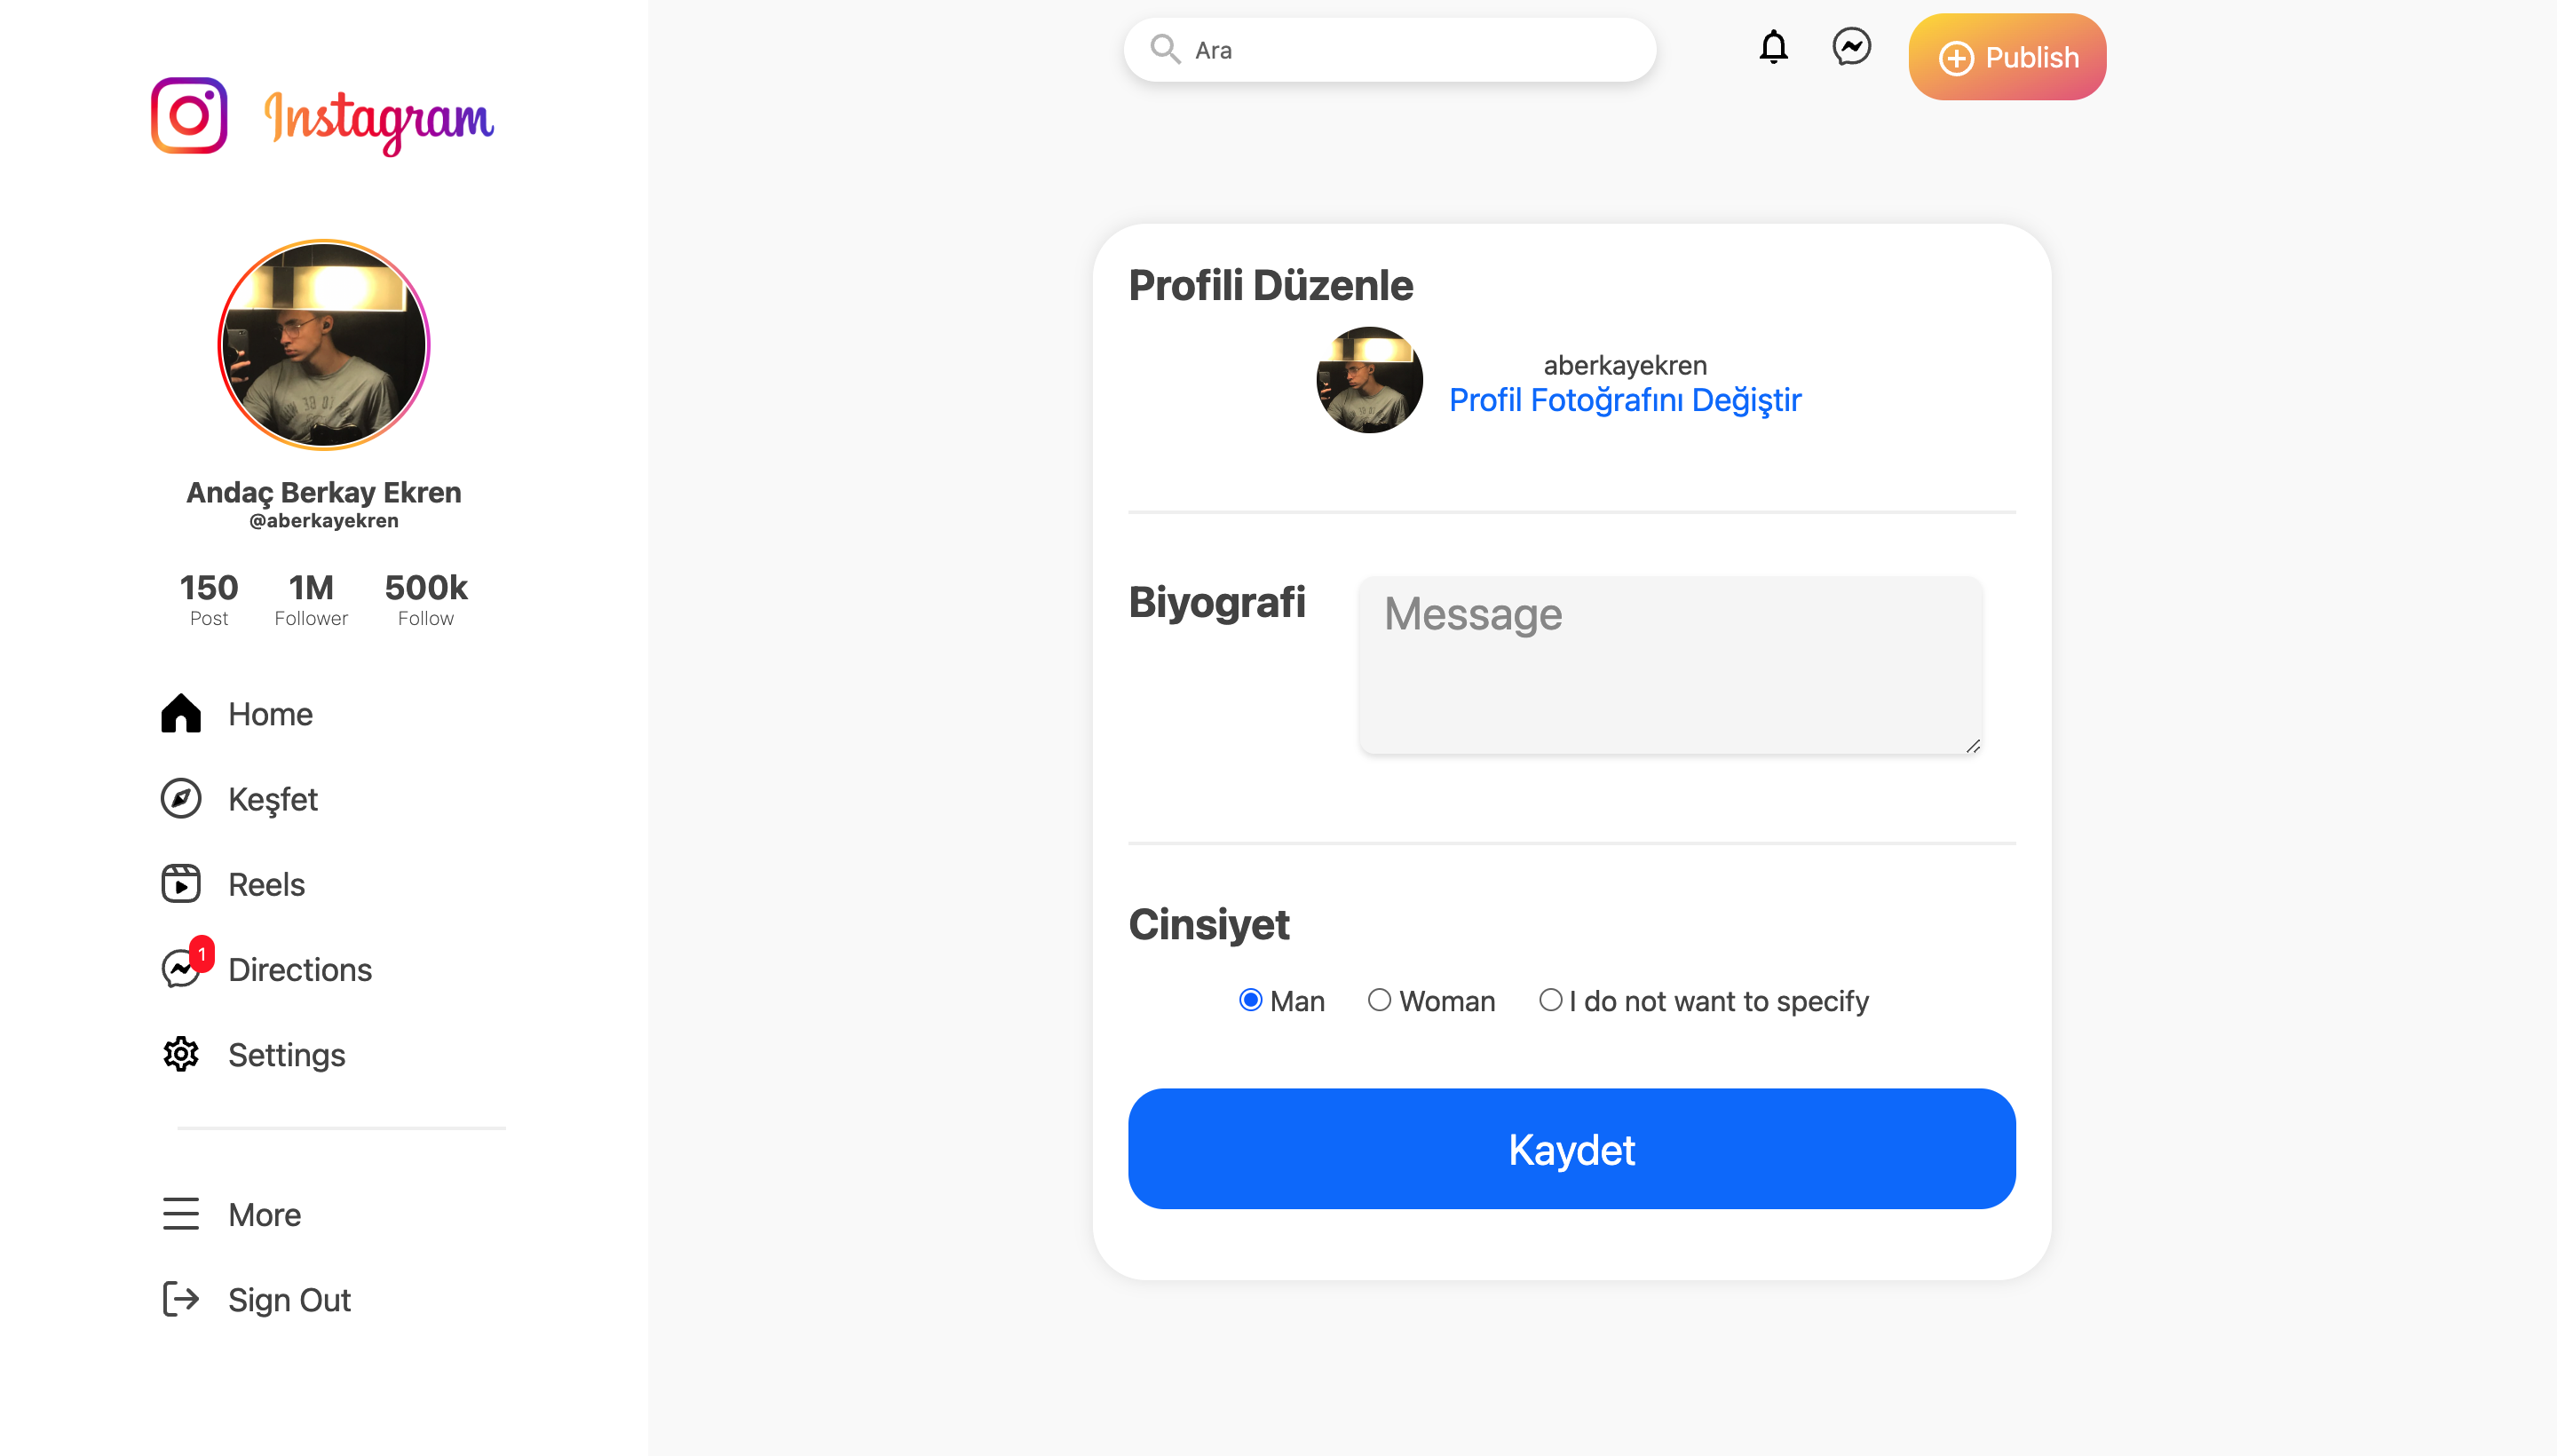 Instagram
Andaç Berkay Ekren
@aberkayekren
150 1M 500k
Post Follower Follow
Home
Keşfet
Reels
1
Directions
Settings
More
Sign Out
Ara
Publish
Profili Düzenle
aberkayekren
Profil Fotoğrafını Değiştir
Biyografi
Message
Cinsiyet
Man Woman I do not want to specify
Kaydet